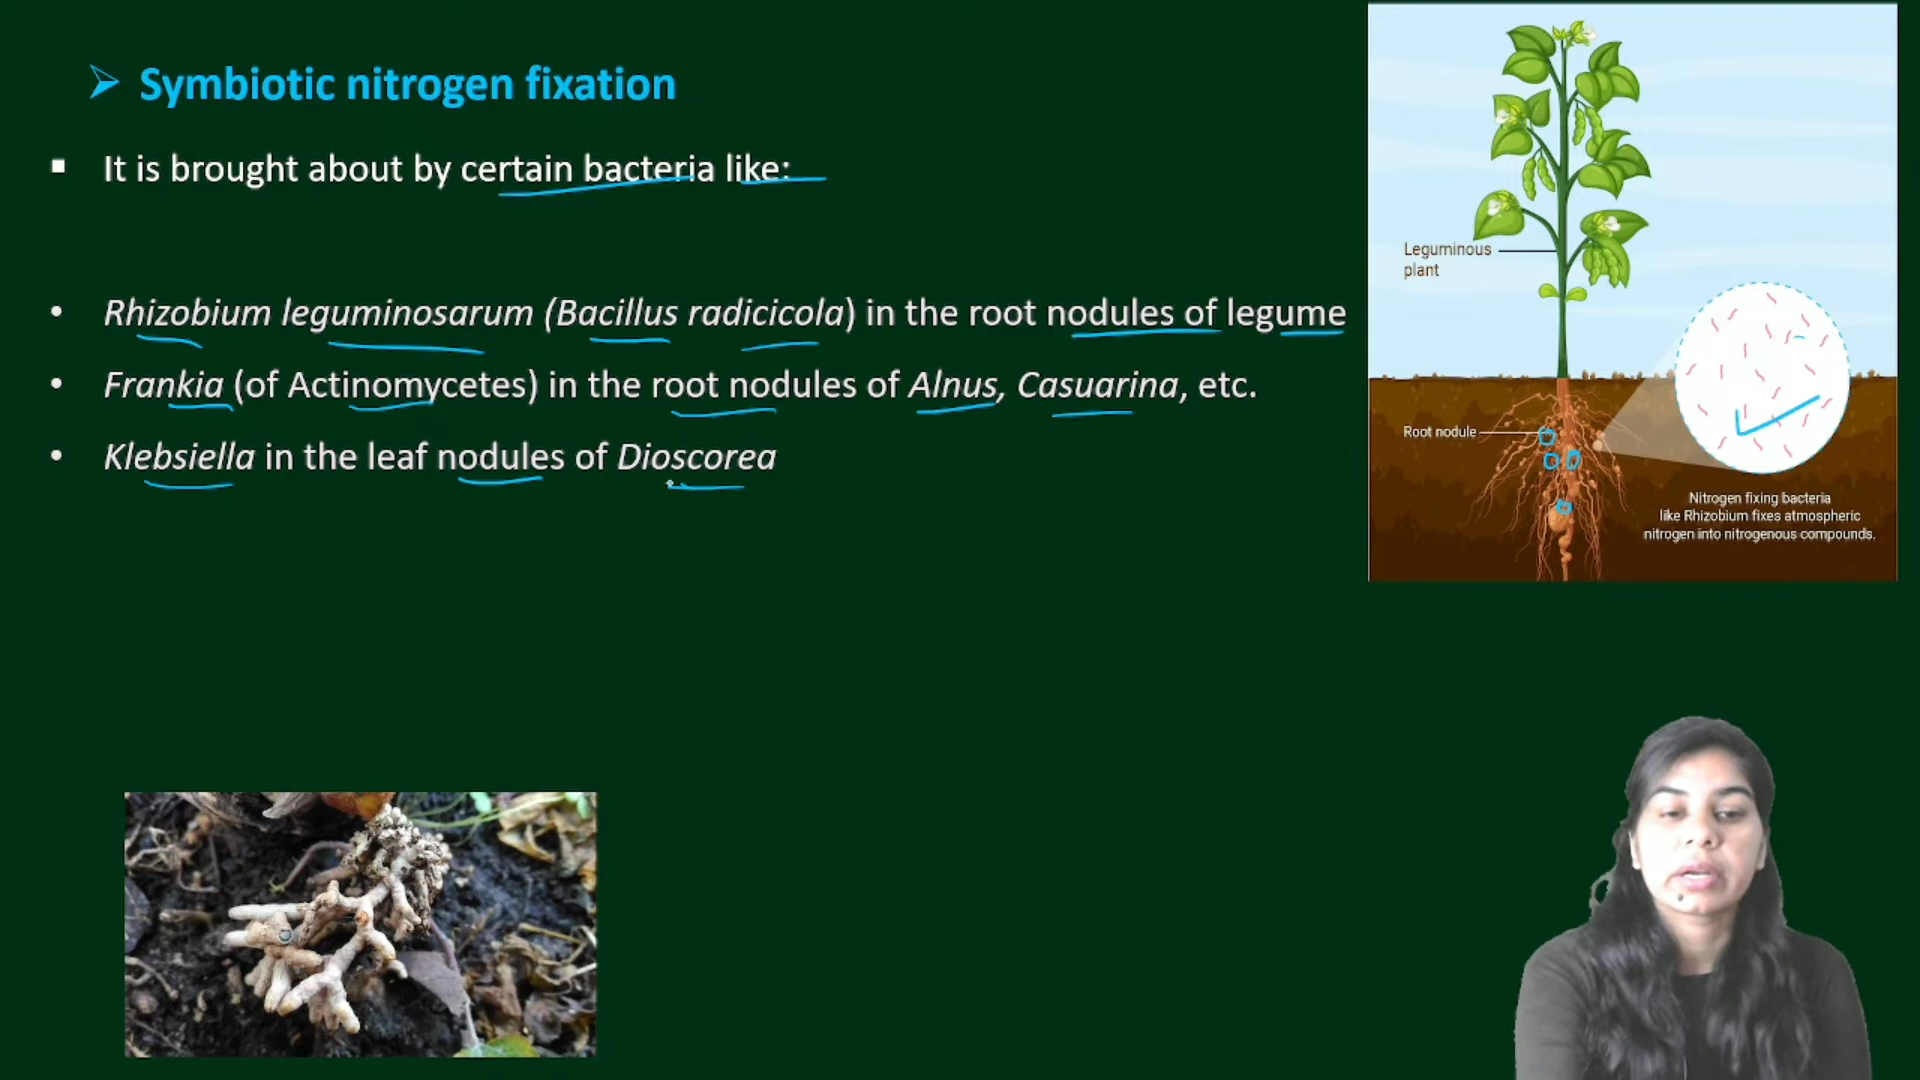 Symbiotic nitrogen fixation
It is brought about by certain bacteria like:
Rhizobium leguminosarum (Bacillus radicicola) in the root nodules of legume
Frankia (of Actinomycetes) in the root nodules of Alnus, Casuarina, etc.
Klebsiella in the leaf nodules of Dioscorea
Leguminous
plant
Root nodule
Nitrogen fixing bacteria
like Rhizobium fixes atmospheric
nitrogen into nitrogenous compounds.